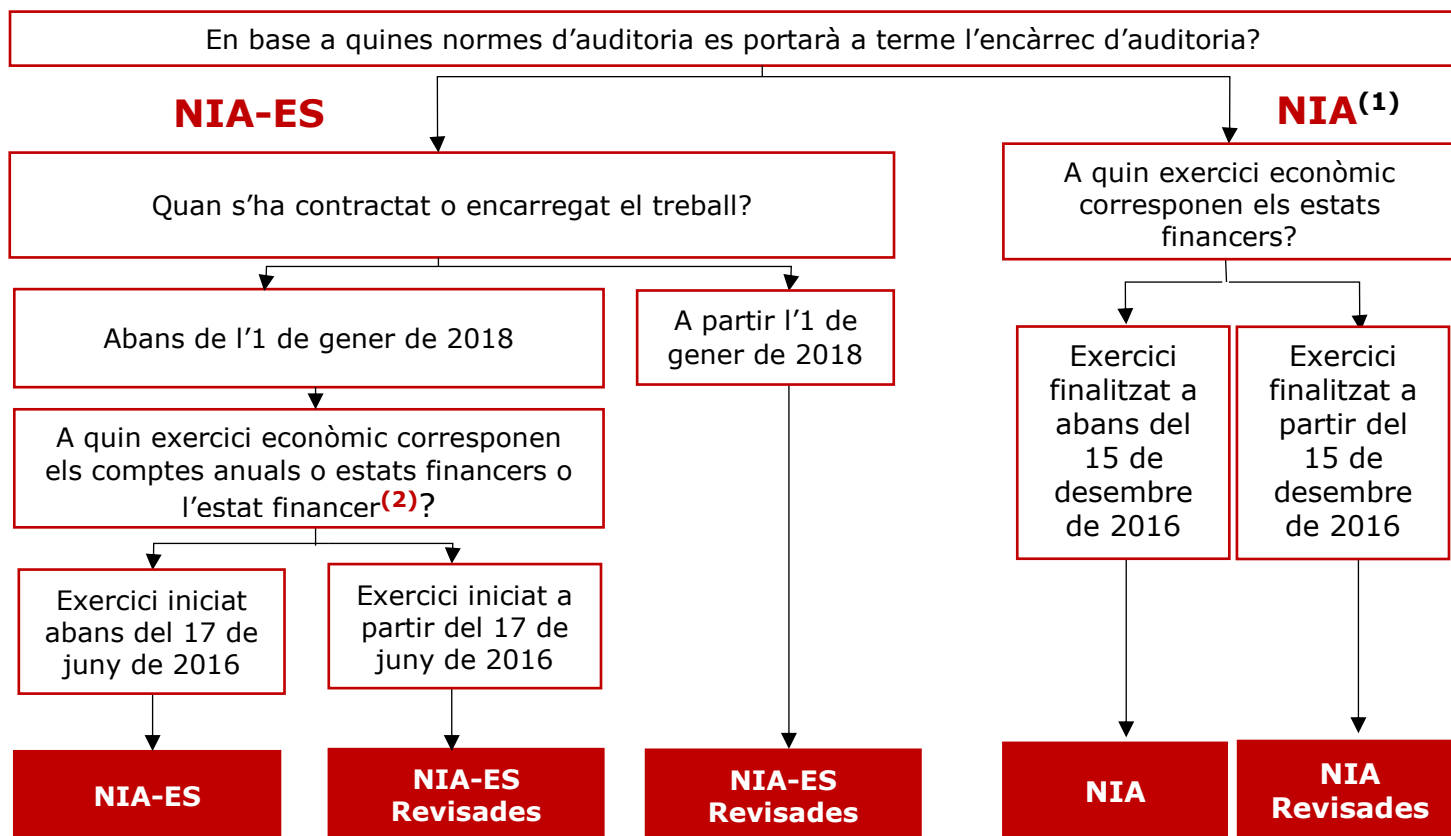 En base a quines normes d’auditoria es portarà a terme l’encàrrec d’auditoria?
NIA-ES
NIA(1)
Quan s’ha contractat o encarregat el treball?
A quin exercici econòmic
corresponen els estats
financers?
Abans de l’1 de gener de 2018
A partir l’1 de
gener de 2018
Exercici
finalitzat a
abans del
15 de
desembre
de 2016
Exercici
finalitzat a
partir del
15 de
desembre
de 2016
A quin exercici econòmic corresponen
els comptes anuals o estats financers o
l’estat financer(2)?
Exercici iniciat
abans del 17 de
juny de 2016
Exercici iniciat a
partir del 17 de
juny de 2016
NIA-ES
NIA-ES
Revisades
NIA-ES
Revisades
NIA
NIA
Revisades